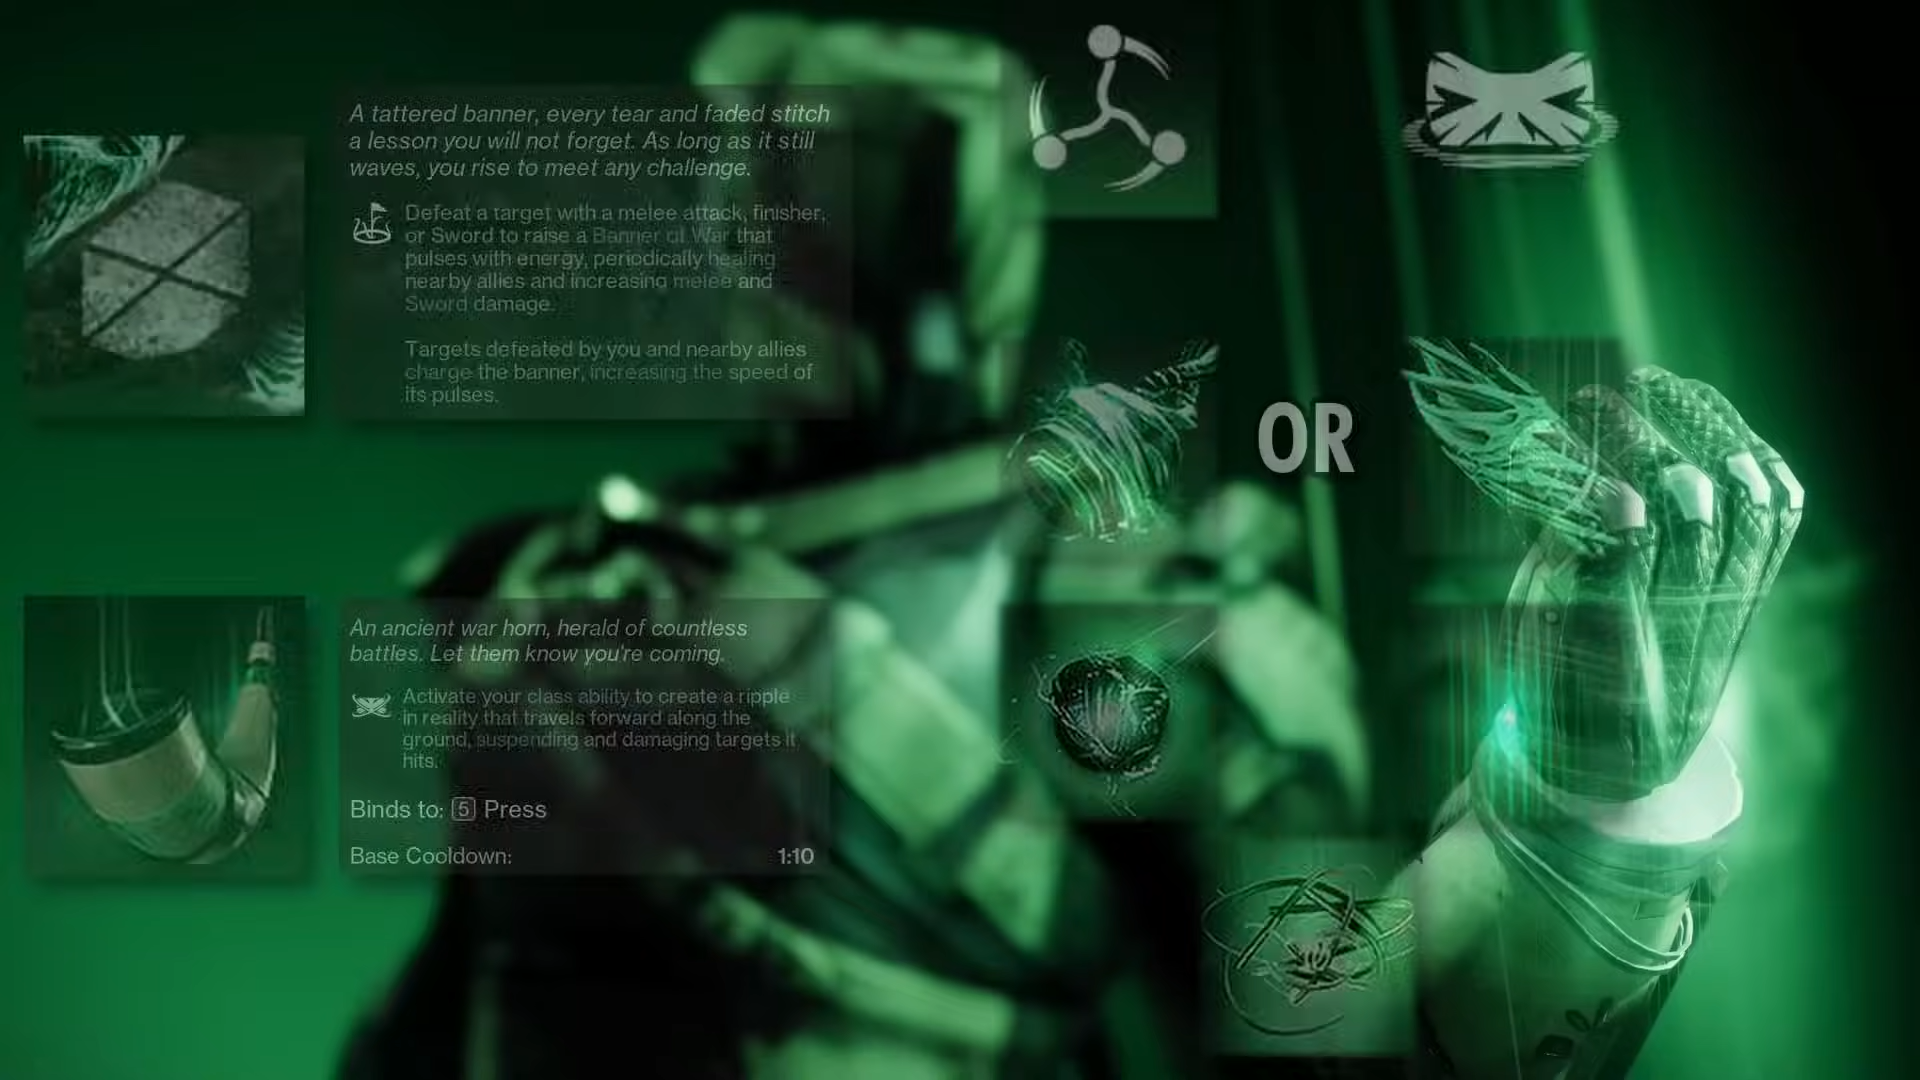 A tattered banner, every tear and faded stitch
a lesson you will not forget. As long as it still
waves, you rise to meet any challenge.
Defeat a target with a melee attack, finisher,
or Sword to raise a Banner of War that
pulses with energy, periodically healing
nearby allies and increasing melee and
Sword damage.
Targets defeated by you and nearby allies
charge the banner, increasing the speed of
its pulses.
OR
An ancient war horn, herald of countless
battles. Let them know you're coming.
Activate your class ability to create a ripple
in reality that travels forward along the
ground, suspending and damaging targets it
hits.
Binds to: 5 Press
Base Cooldown: 1:10